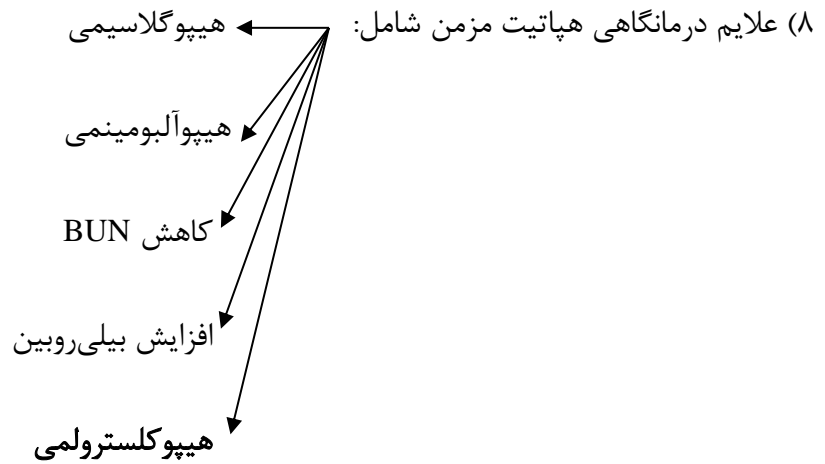 ۸) علایم درمانگاهی هپاتیت مزمن شامل: هیپوگلاسیمی
هیپوآلبومینمی
کاهش BUN
افزایش بیلی‌روبین
هیپوکلسترولمی